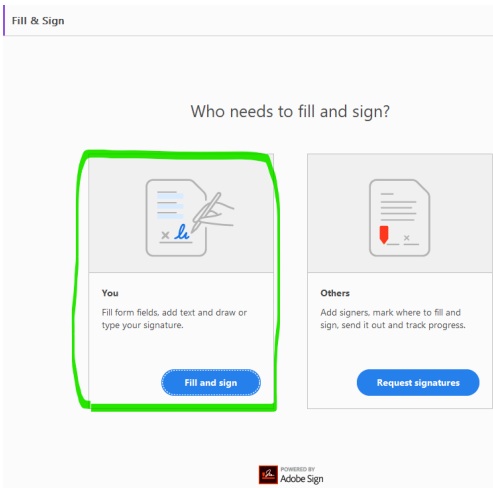 Fill & Sign
Who needs to fill and sign?
You
Fill form fields, add text and draw or
type your signature.
Fill and sign
Others
Add signers, mark where to fill and
sign, send it out and track progress.
Request signatures
POWERED BY
Adobe Sign